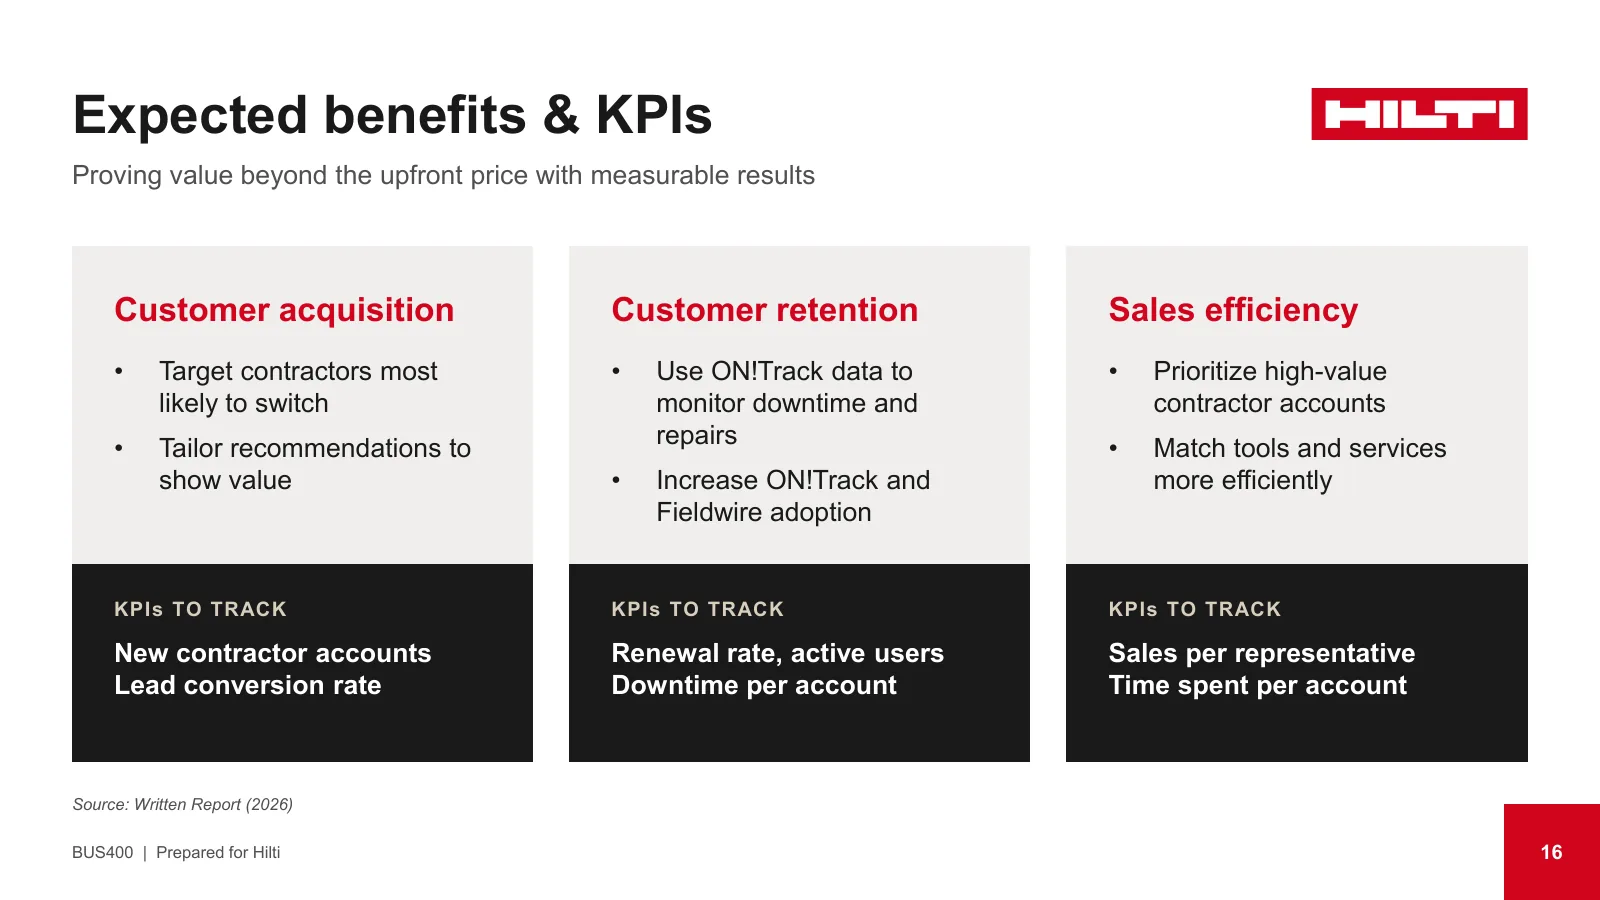 Expected benefits & KPIs
HILTI
Proving value beyond the upfront price with measurable results
Customer acquisition
• Target contractors most
likely to switch
• Tailor recommendations to
show value
KPIs TO TRACK
New contractor accounts
Lead conversion rate
Customer retention
• Use ON!Track data to
monitor downtime and
repairs
• Increase ON!Track and
Fieldwire adoption
KPIs TO TRACK
Renewal rate, active users
Downtime per account
Sales efficiency
• Prioritize high-value
contractor accounts
• Match tools and services
more efficiently
KPIs TO TRACK
Sales per representative
Time spent per account
Source: Written Report (2026)
BUS400 | Prepared for Hilti
16